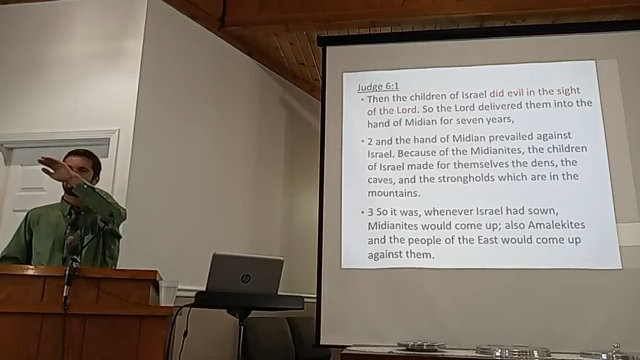 Judge 6:1
• Then the children of Israel did evil in the sight
of the Lord. So the Lord delivered them into the
hand of Midian for seven years,
• 2 and the hand of Midian prevailed against
Israel. Because of the Midianites, the children
of Israel made for themselves the dens, the
caves, and the strongholds which are in the
mountains.
• 3 So it was, whenever Israel had sown,
Midianites would come up; also Amalekites
and the people of the East would come up
against them.
hp